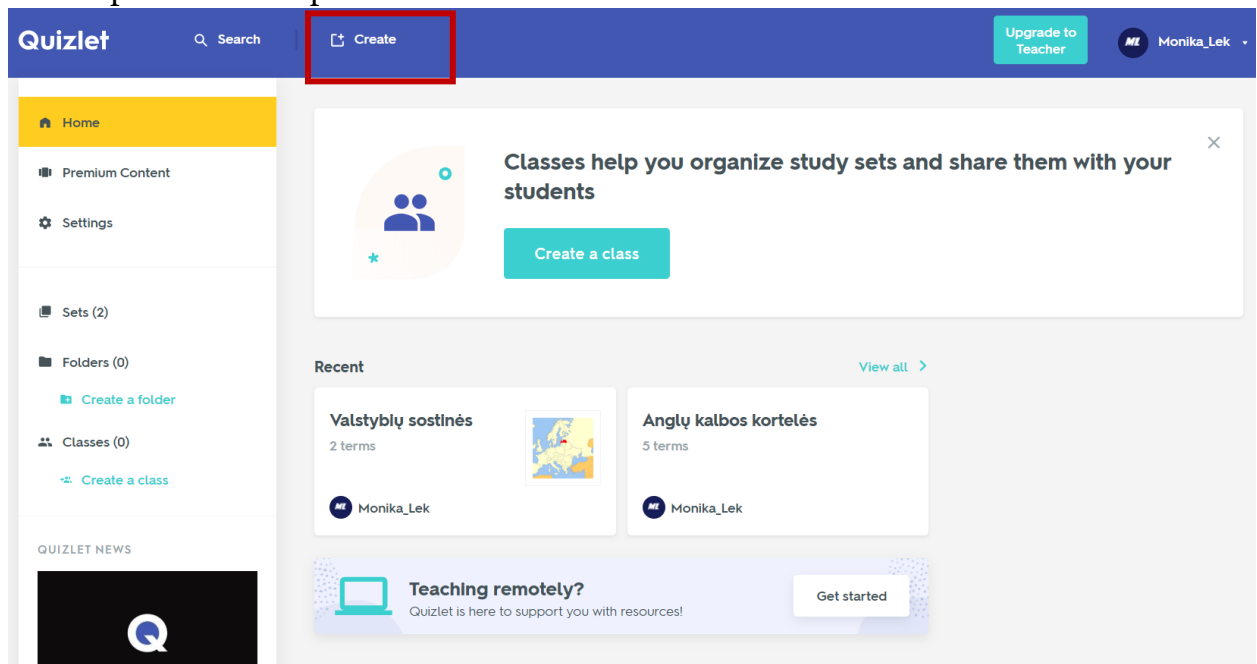 Quizlet
Search
Create
Upgrade to
Teacher
Monika_Lek
Home
Premium Content
Settings
Sets (2)
Folders (0)
Create a folder
Classes (0)
Create a class
QUIZLET NEWS
Classes help you organize study sets and share them with your
students
Create a class
Recent
View all
Valstybių sostinės
2 terms
Monika_Lek
Anglų kalbos kortelės
5 terms
Monika_Lek
Teaching remotely?
Quizlet is here to support you with resources!
Get started